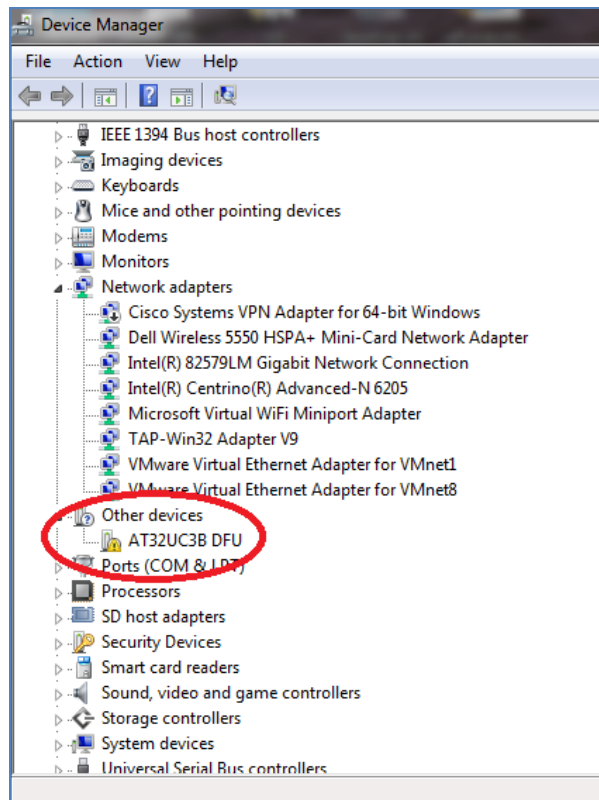 Device Manager
File Action View Help
IEEE 1394 Bus host controllers
Imaging devices
Keyboards
Mice and other pointing devices
Modems
Monitors
Network adapters
Cisco Systems VPN Adapter for 64-bit Windows
Dell Wireless 5550 HSPA+ Mini-Card Network Adapter
Intel(R) 82579LM Gigabit Network Connection
Intel(R) Centrino(R) Advanced-N 6205
Microsoft Virtual WiFi Miniport Adapter
TAP-Win32 Adapter V9
VMware Virtual Ethernet Adapter for VMnet1
VMware Virtual Ethernet Adapter for VMnet8
Other devices
AT32UC3B DFU
Ports (COM & LPT)
Processors
SD host adapters
Security Devices
Smart card readers
Sound, video and game controllers
Storage controllers
System devices
Universal Serial Bus controllers